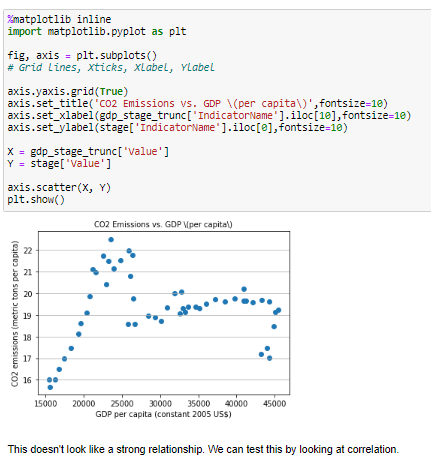 %matplotlib inline
import matplotlib.pyplot as plt
fig, axis = plt.subplots()
# Grid lines, Xticks, Xlabel, Ylabel
axis.yaxis.grid(True)
axis.set_title('CO2 Emissions vs. GDP \(per capita\)',fontsize=10)
axis.set_xlabel(gdp_stage_trunc['IndicatorName'].iloc[10],fontsize=10)
axis.set_ylabel(stage['IndicatorName'].iloc[0],fontsize=10)
X = gdp_stage_trunc['Value']
Y = stage['Value']
axis.scatter(X, Y)
plt.show()
CO2 Emissions vs. GDP \(per capita\)
CO2 emissions (metric tons per capita)
22
21
20
19
18
17
16
15000 20000 25000 30000 35000 40000 45000
GDP per capita (constant 2005 US$)
This doesn't look like a strong relationship. We can test this by looking at correlation.